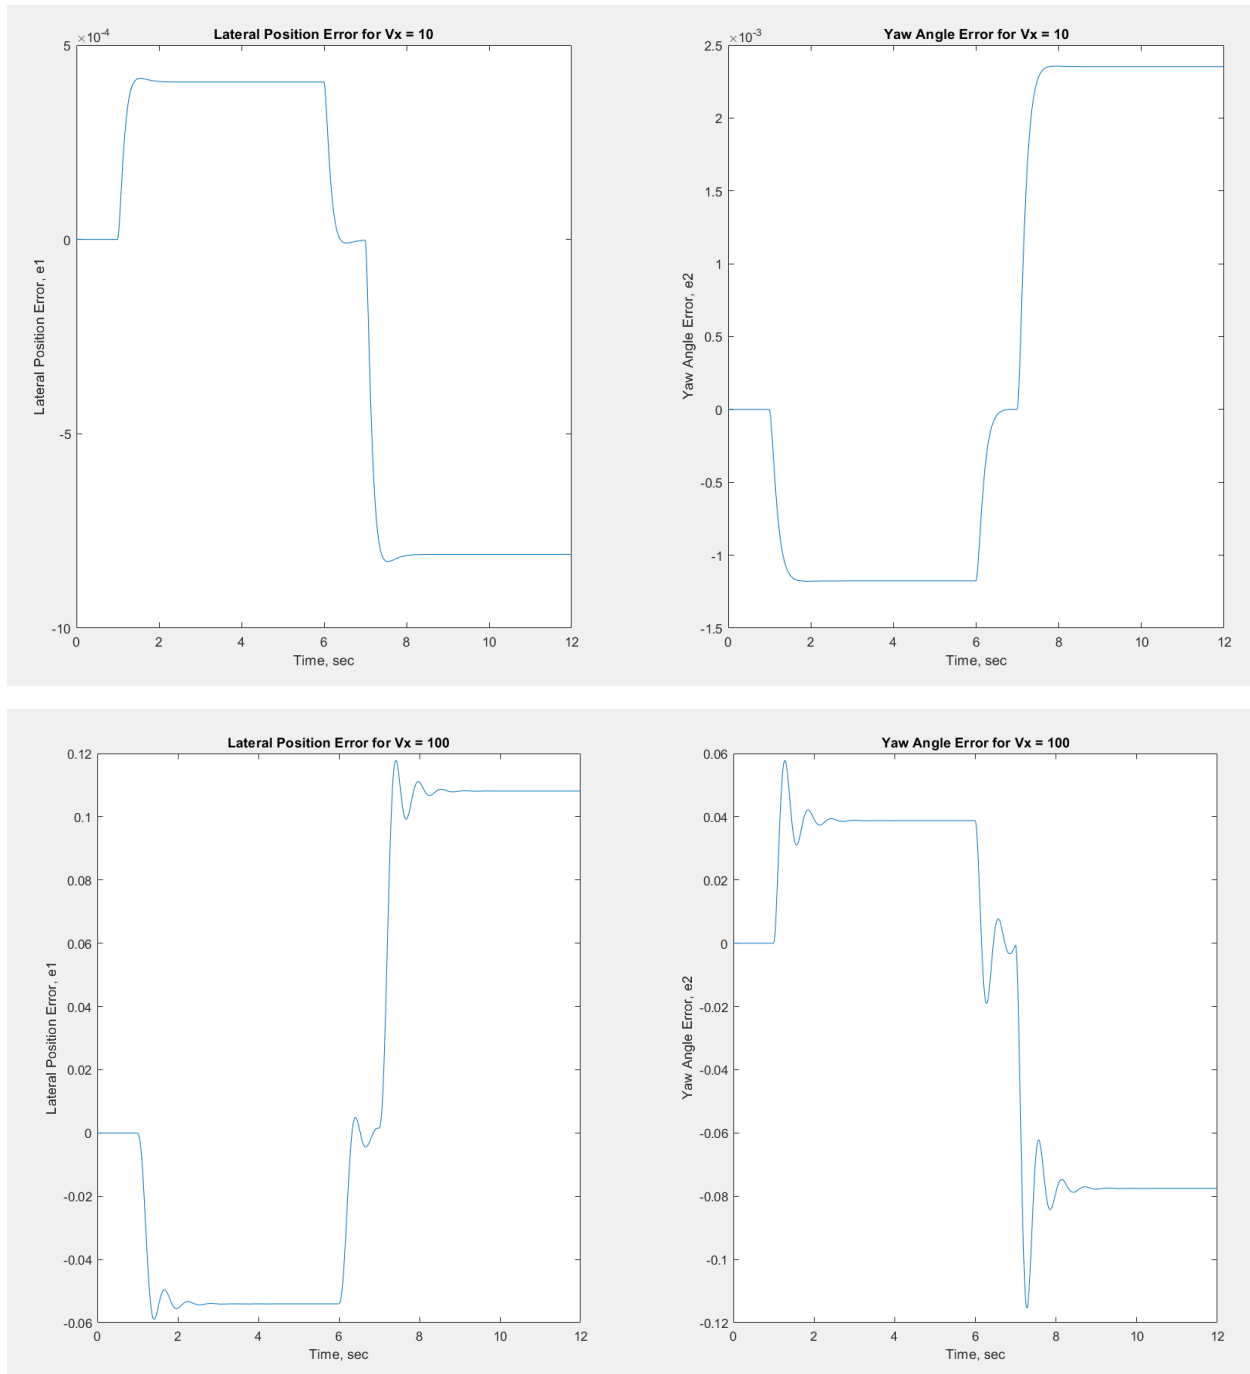 Lateral Position Error for Vx = 10
×10-4
5
0
-5
-10
0 2 4 6 8 10 12
Lateral Position Error, e1
Time, sec
Yaw Angle Error for Vx = 10
×10-3
2.5
2
1.5
1
0.5
0
-0.5
-1
-1.5
0 2 4 6 8 10 12
Yaw Angle Error, e2
Time, sec
Lateral Position Error for Vx = 100
0.12
0.1
0.08
0.06
0.04
0.02
0
-0.02
-0.04
-0.06
0 2 4 6 8 10 12
Lateral Position Error, e1
Time, sec
Yaw Angle Error for Vx = 100
0.06
0.04
0.02
0
-0.02
-0.04
-0.06
-0.08
-0.1
-0.12
0 2 4 6 8 10 12
Yaw Angle Error, e2
Time, sec